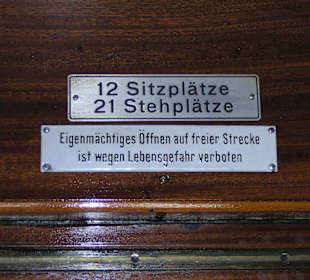 12 Sitzplätze
21 Stehplätze
Eigenmächtiges Öffnen auf freier Strecke
ist wegen Lebensgefahr verboten